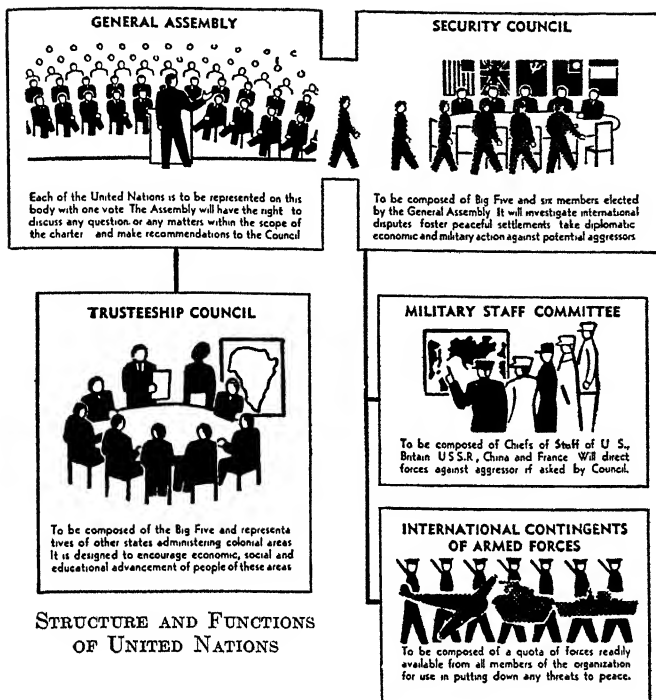 GENERAL ASSEMBLY
Each of the United Nations is to be represented on this
body with one vote The Assembly will have the right to
discuss any question or any matters within the scope of
the charter and make recommendations to the Council
SECURITY COUNCIL
To be composed of Big Five and six members elected
by the General Assembly It will investigate international
disputes foster peaceful settlements take diplomatic
economic and military action against potential aggressors
TRUSTEESHIP COUNCIL
To be composed of the Big Five and representa
tives of other states administering colonial areas
It is designed to encourage economic, social and
educational advancement of people of these areas
MILITARY STAFF COMMITTEE
To be composed of Chiefs of Staff of U S.,
Britain U S S.R, China and France Will direct
forces against aggressor if asked by Council.
INTERNATIONAL CONTINGENTS
OF ARMED FORCES
To be composed of a quota of forces readily
available from all members of the organization
for use in putting down any threats to peace.
STRUCTURE AND FUNCTIONS
OF UNITED NATIONS